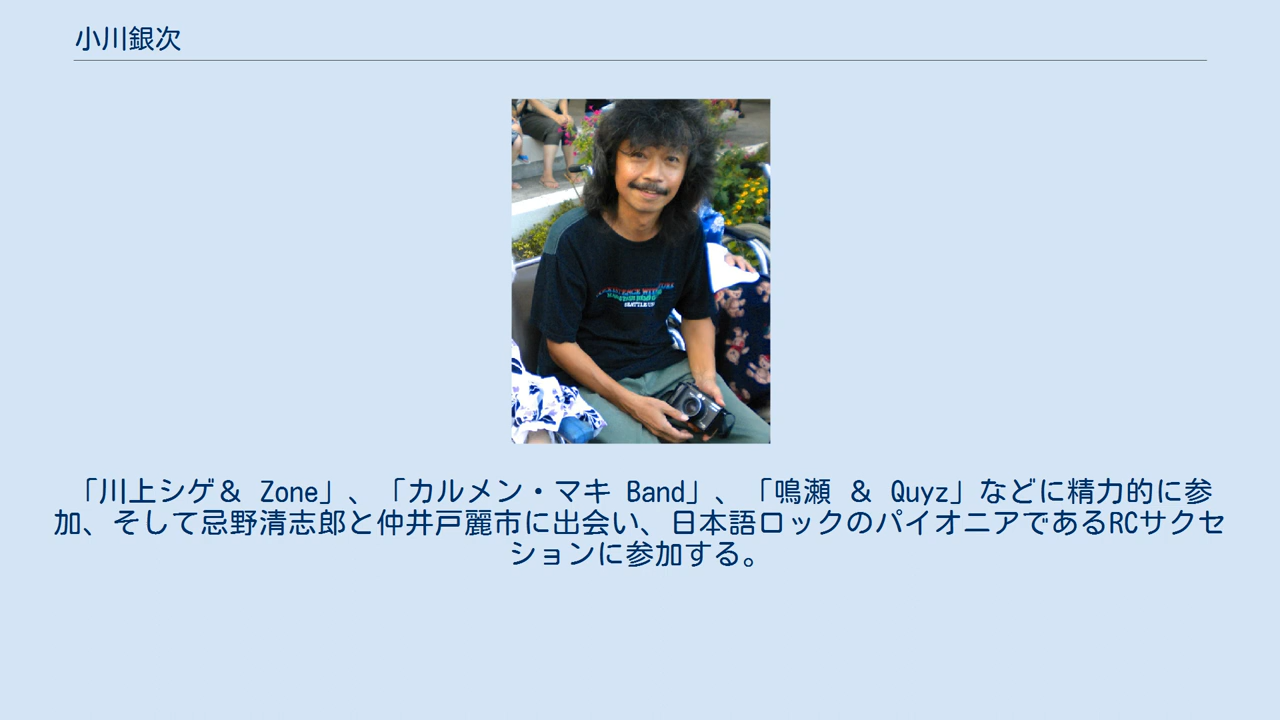 小川銀次
「川上シゲ＆ Zone」、「カルメン・マキ Band」、「鳴瀬 ＆ Quyz」などに精力的に参
加、そして忌野清志郎と仲井戸麗市に出会い、日本語ロックのパイオニアであるRCサクセ
ションに参加する。